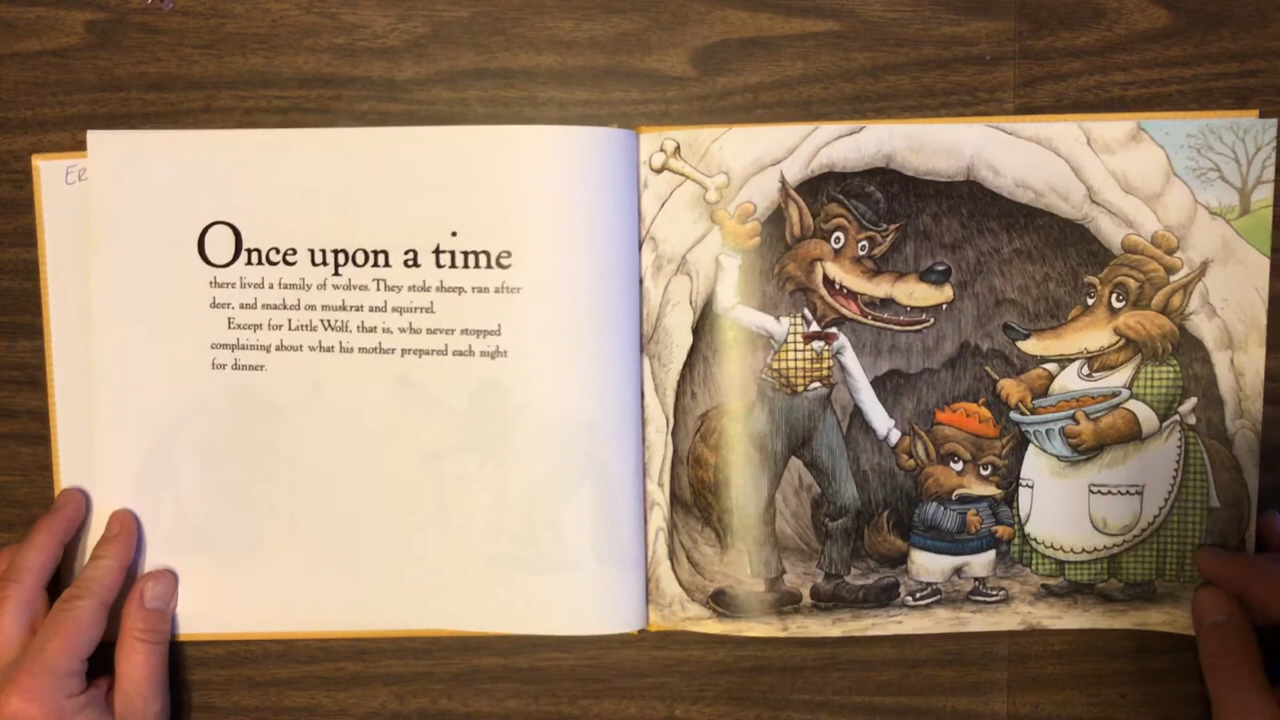 ER
Once upon a time
there lived a family of wolves. They stole sheep, ran after
deer, and snacked on muskrat and squirrel.
Except for Little Wolf, that is, who never stopped
complaining about what his mother prepared each night
for dinner.